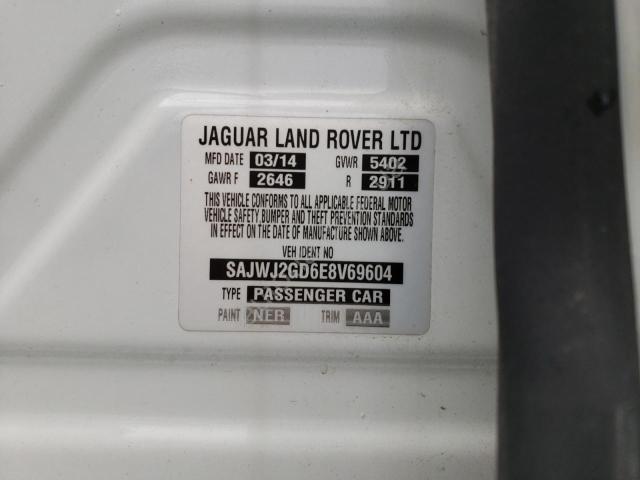 JAGUAR LAND ROVER LTD
MFD DATE 03/14 GVWR 5402
GAWR F 2646 R 2911
THIS VEHICLE CONFORMS TO ALL APPLICABLE FEDERAL MOTOR
VEHICLE SAFETY, BUMPER AND THEFT PREVENTION STANDARDS
IN EFFECT ON THE DATE OF MANUFACTURE SHOWN ABOVE.
VEH IDENT NO
SAJWJ2GD6E8V69604
TYPE PASSENGER CAR
PAINT NER TRIM AAA